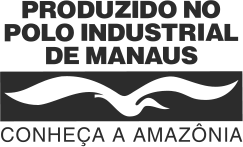 PRODUZIDO NO
POLO INDUSTRIAL
DE MANAUS
CONHEÇA A AMAZÔNIA